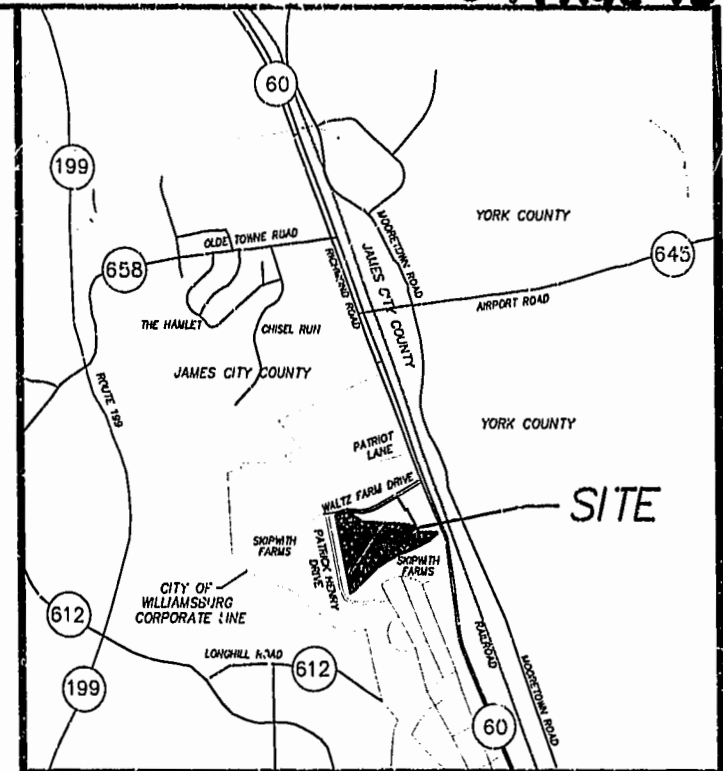 60
199
YORK COUNTY
MOORETOWN ROAD
OLDE TOWNE ROAD
JAMES CITY COUNTY
645
658
RICHMOND ROAD
AIRPORT ROAD
THE HAMLET
CHISEL RUN
JAMES CITY COUNTY
ROUTE 199
YORK COUNTY
PATRIOT
LANE
WALTZ FARM DRIVE
SITE
SKIPWITH
FARMS
PATRICK HENRY
DRIVE
SKIPWITH
FARMS
CITY OF
WILLIAMSBURG
CORPORATE LINE
612
LONGHILL ROAD
612
RAILROAD
MOORETOWN ROAD
199
60